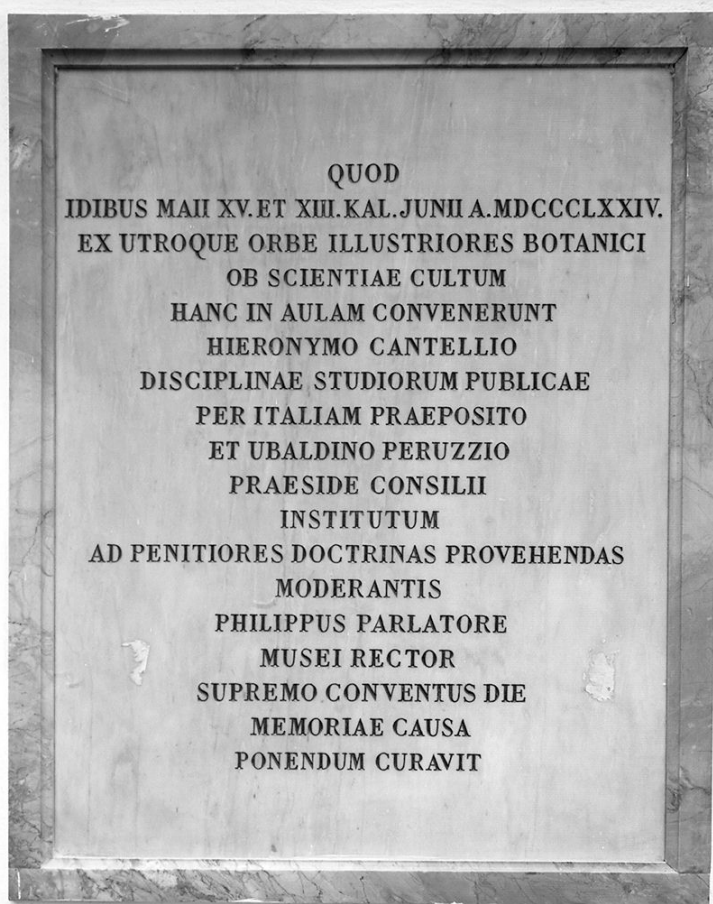 QUOD
IDIBUS MAII XV. ET XIII. KAL. JUNII A. MDCCCLXXIV.
EX UTROQUE ORBE ILLUSTRIORES BOTANICI
OB SCIENTIAE CULTUM
HANC IN AULAM CONVENERUNT
HIERONYMO CANTELLIO
DISCIPLINAE STUDIORUM PUBLICAE
PER ITALIAM PRAEPOSITO
ET UBALDINO PERUZZIO
PRAESIDE CONSILII
INSTITUTUM
AD PENITIORES DOCTRINAS PROVEHENDAS
MODERANTIS
PHILIPPUS PARLATORE
MUSEI RECTOR
SUPREMO CONVENTUS DIE
MEMORIAE CAUSA
PONENDUM CURAVIT